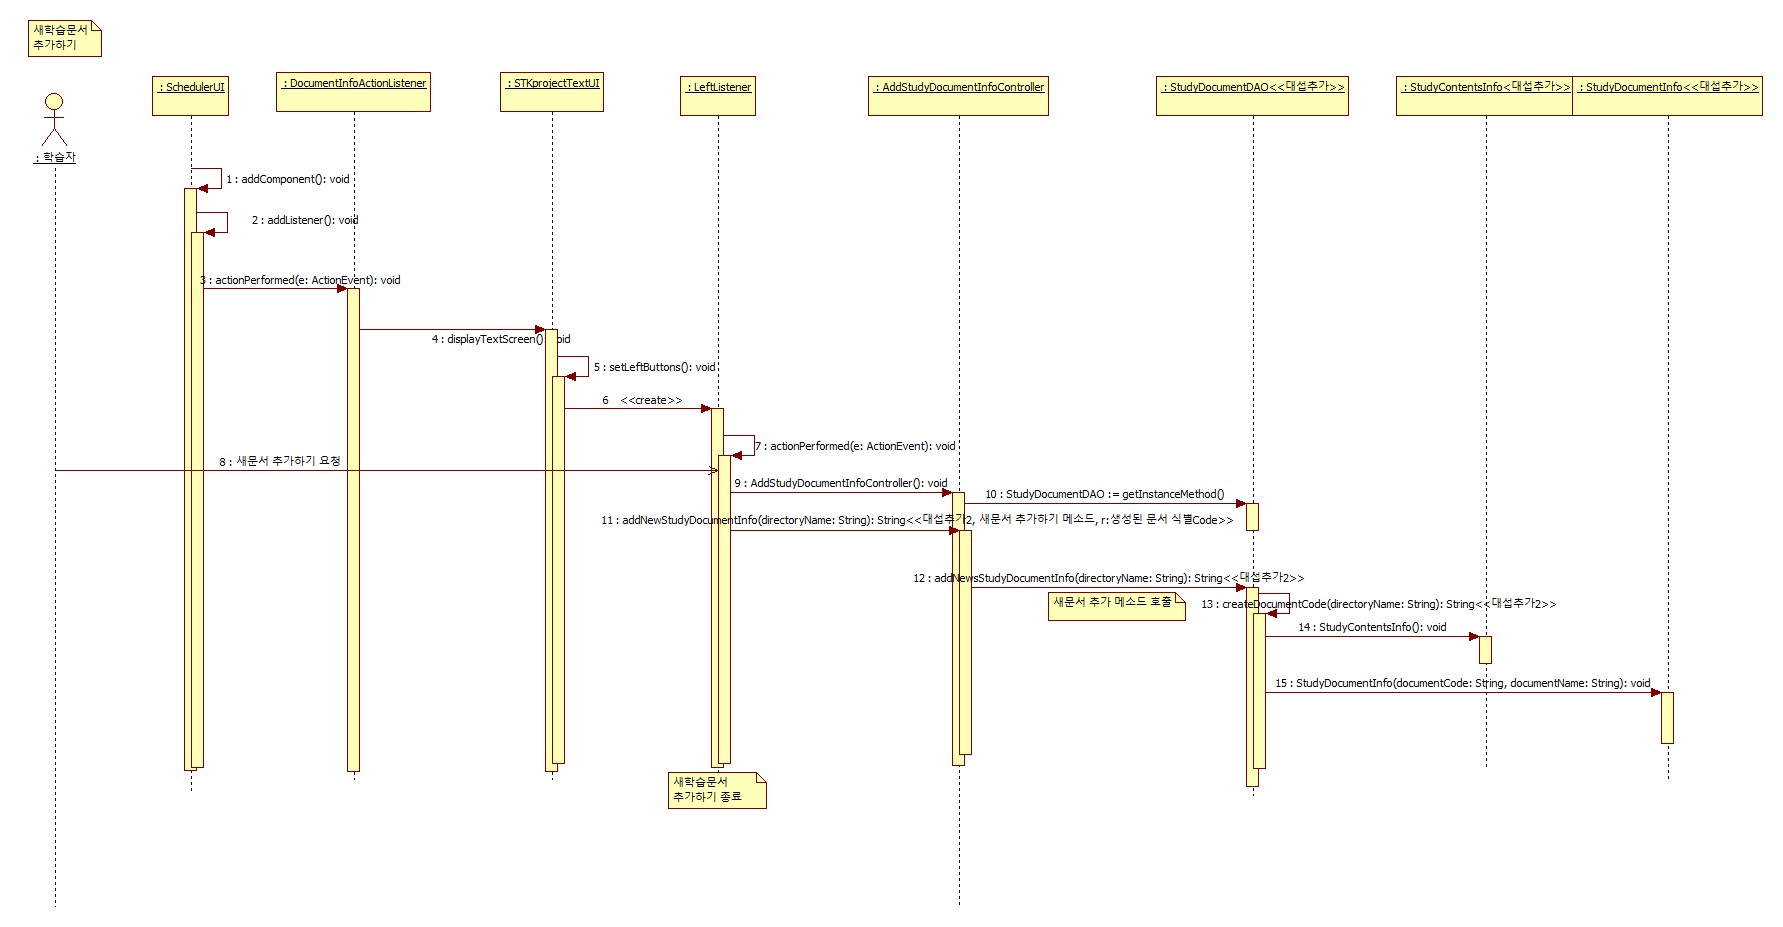 새학습문서
추가하기
: SchedulerUI
: DocumentInfoActionListener
: STKprojectTextUI
: LeftListener
: AddStudyDocumentInfoController
: StudyDocumentDAO<<대섭추가>>
: StudyContentsInfo<대섭추가>>
: StudyDocumentInfo<<대섭추가>>
: 학습자
1 : addComponent(): void
2 : addListener(): void
3 : actionPerformed(e: ActionEvent): void
4 : displayTextScreen(): void
5 : setLeftButtons(): void
6 <<create>>
7 : actionPerformed(e: ActionEvent): void
8 : 새문서 추가하기 요청
9 : AddStudyDocumentInfoController(): void
10 : StudyDocumentDAO := getInstanceMethod()
11 : addNewStudyDocumentInfo(directoryName: String): String<<대섭추가2, 새문서 추가하기 메소드, r:생성된 문서 식별Code>>
12 : addNewsStudyDocumentInfo(directoryName: String): String<<대섭추가2>>
새문서 추가 메소드 호출
13 : createDocumentCode(directoryName: String): String<<대섭추가2>>
14 : StudyContentsInfo(): void
15 : StudyDocumentInfo(documentCode: String, documentName: String): void
새학습문서
추가하기 종료